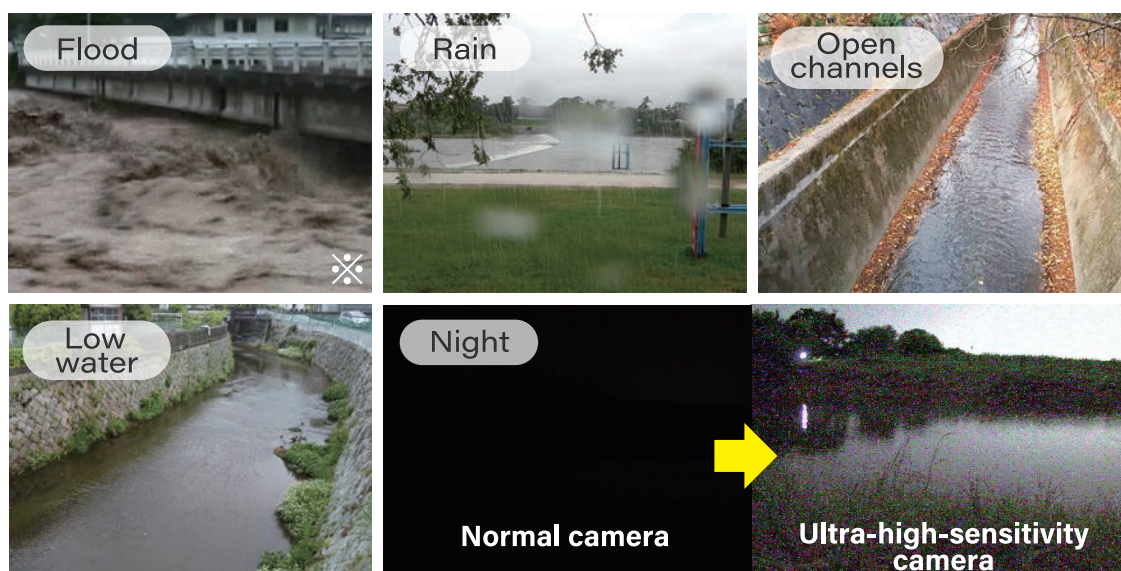 Flood
Rain
Open
channels
※
Low
water
Night
Normal camera
Ultra-high-sensitivity
camera